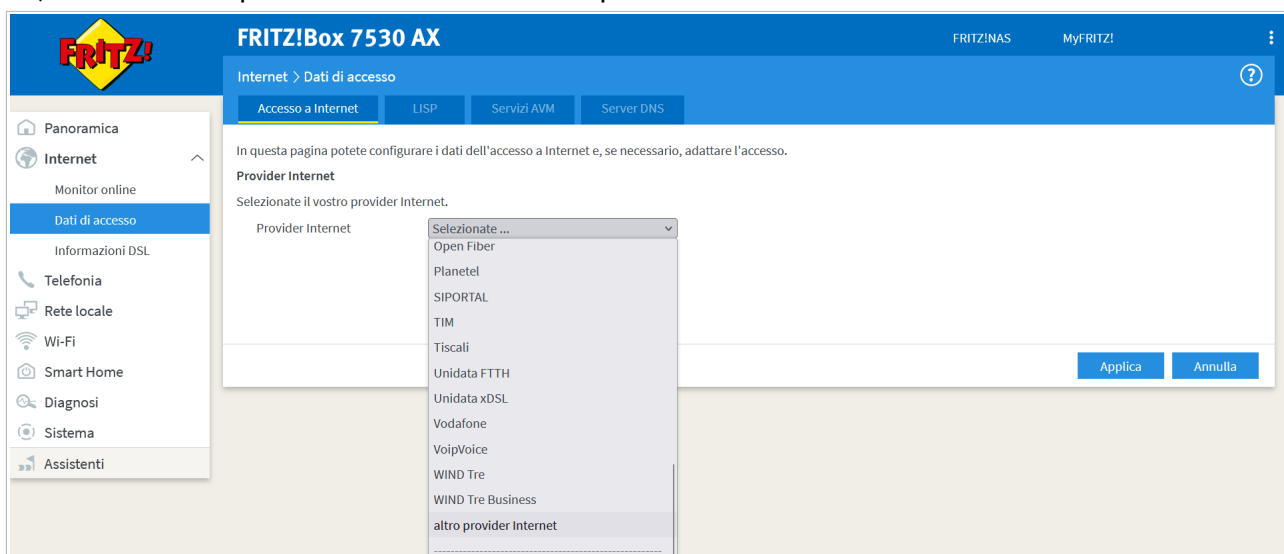 FRITZ!
FRITZ!Box 7530 AX
FRITZ!NAS
MyFRITZ!
Internet > Dati di accesso
?
Accesso a Internet
LISP
Servizi AVM
Server DNS
Panoramica
Internet
Monitor online
Dati di accesso
Informazioni DSL
Telefonia
Rete locale
Wi-Fi
Smart Home
Diagnosi
Sistema
Assistenti
In questa pagina potete configurare i dati dell'accesso a Internet e, se necessario, adattare l'accesso.
Provider Internet
Selezionate il vostro provider Internet.
Provider Internet
Selezionate ...
Open Fiber
Planetel
SIPORTAL
TIM
Tiscali
Unidata FTTH
Unidata xDSL
Vodafone
VoipVoice
WIND Tre
WIND Tre Business
altro provider Internet
------------------------------------------------------
Applica
Annulla